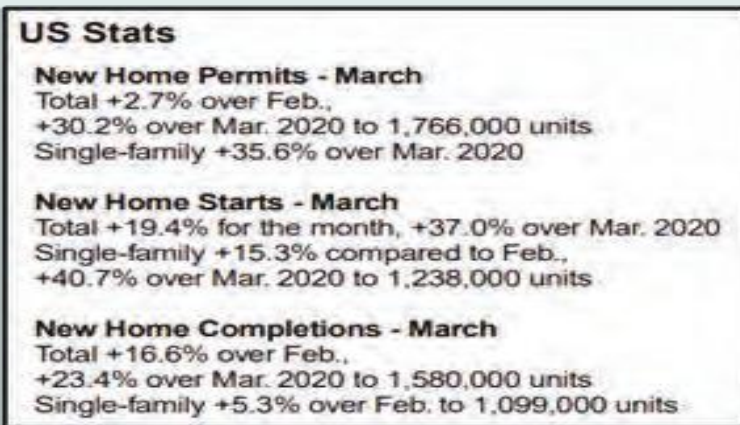 US Stats
New Home Permits - March
Total +2.7% over Feb.,
+30.2% over Mar. 2020 to 1,766,000 units
Single-family +35.6% over Mar. 2020
New Home Starts - March
Total +19.4% for the month, +37.0% over Mar. 2020
Single-family +15.3% compared to Feb.,
+40.7% over Mar. 2020 to 1,238,000 units
New Home Completions - March
Total +16.6% over Feb.,
+23.4% over Mar. 2020 to 1,580,000 units
Single-family +5.3% over Feb. to 1,099,000 units